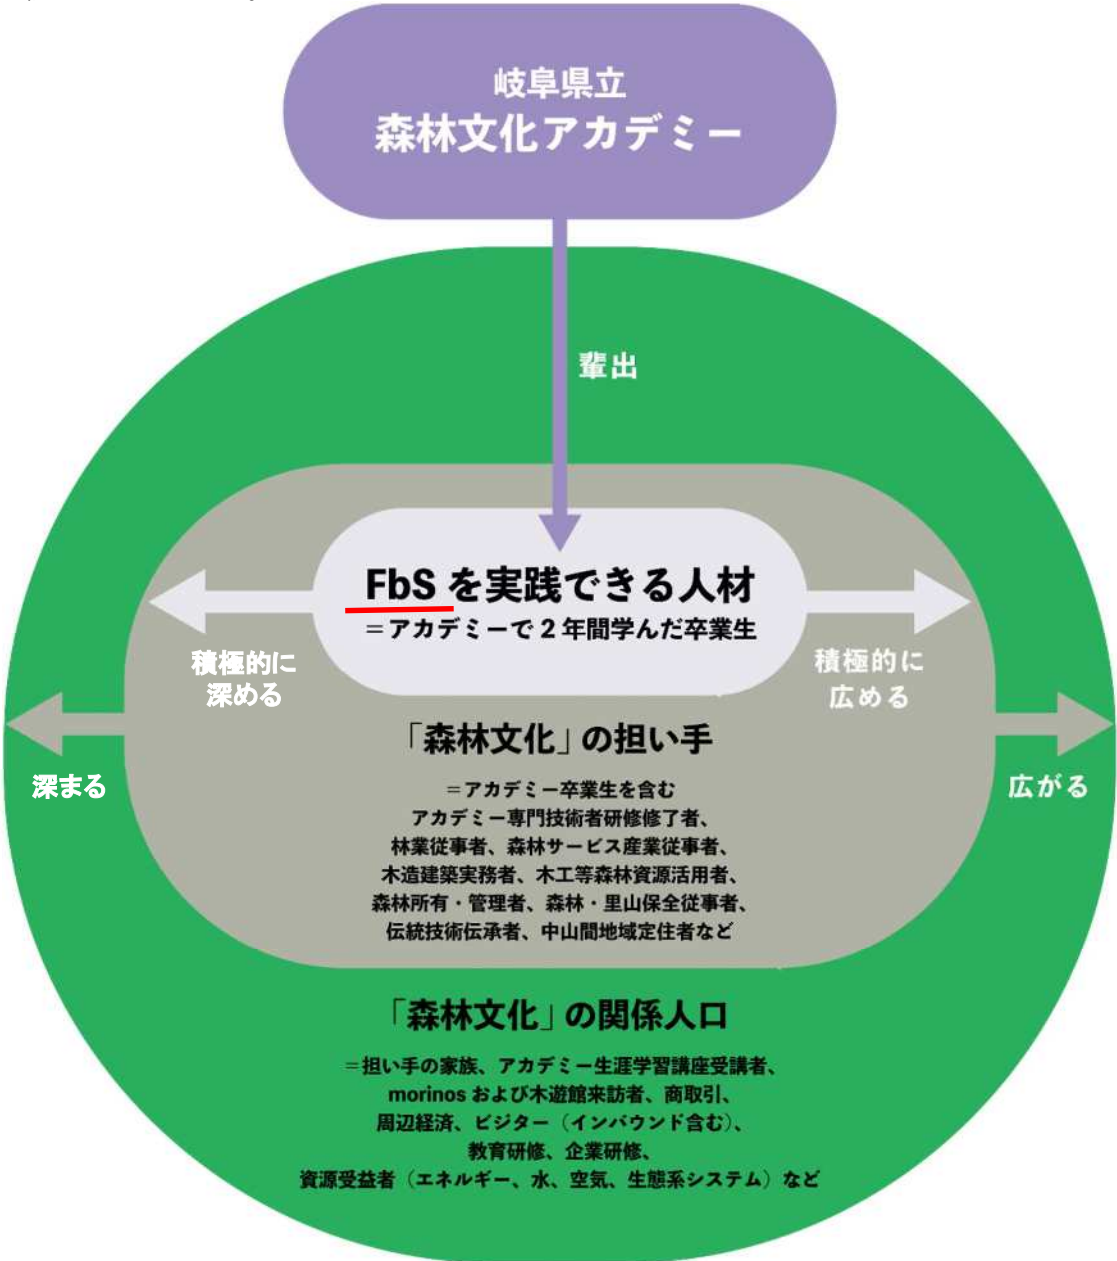 岐阜県立
森林文化アカデミー
輩出
FbS を実践できる人材
＝アカデミーで 2 年間学んだ卒業生
積極的に
深める
積極的に
広める
「森林文化」の担い手
＝アカデミー卒業生を含む
アカデミー専門技術者研修修了者、
林業従事者、森林サービス産業従事者、
木造建築実務者、木工等森林資源活用者、
森林所有・管理者、森林・里山保全従事者、
伝統技術伝承者、中山間地域定住者など
深まる
広がる
「森林文化」の関係人口
＝担い手の家族、アカデミー生涯学習講座受講者、
morinos および木遊館来訪者、商取引、
周辺経済、ビジター（インバウンド含む）、
教育研修、企業研修、
資源受益者（エネルギー、水、空気、生態系システム）など